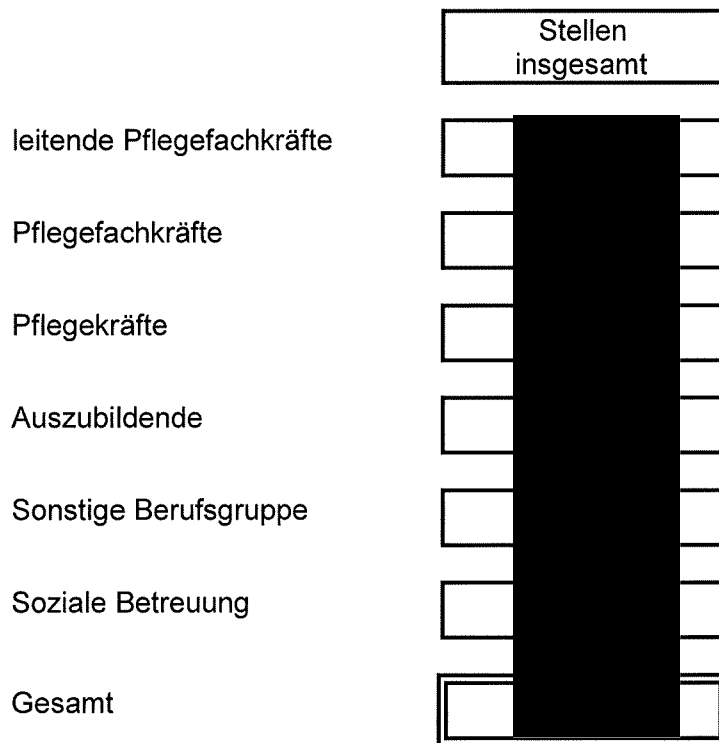 Stellen
insgesamt
leitende Pflegefachkräfte
Pflegefachkräfte
Pflegekräfte
Auszubildende
Sonstige Berufsgruppe
Soziale Betreuung
Gesamt